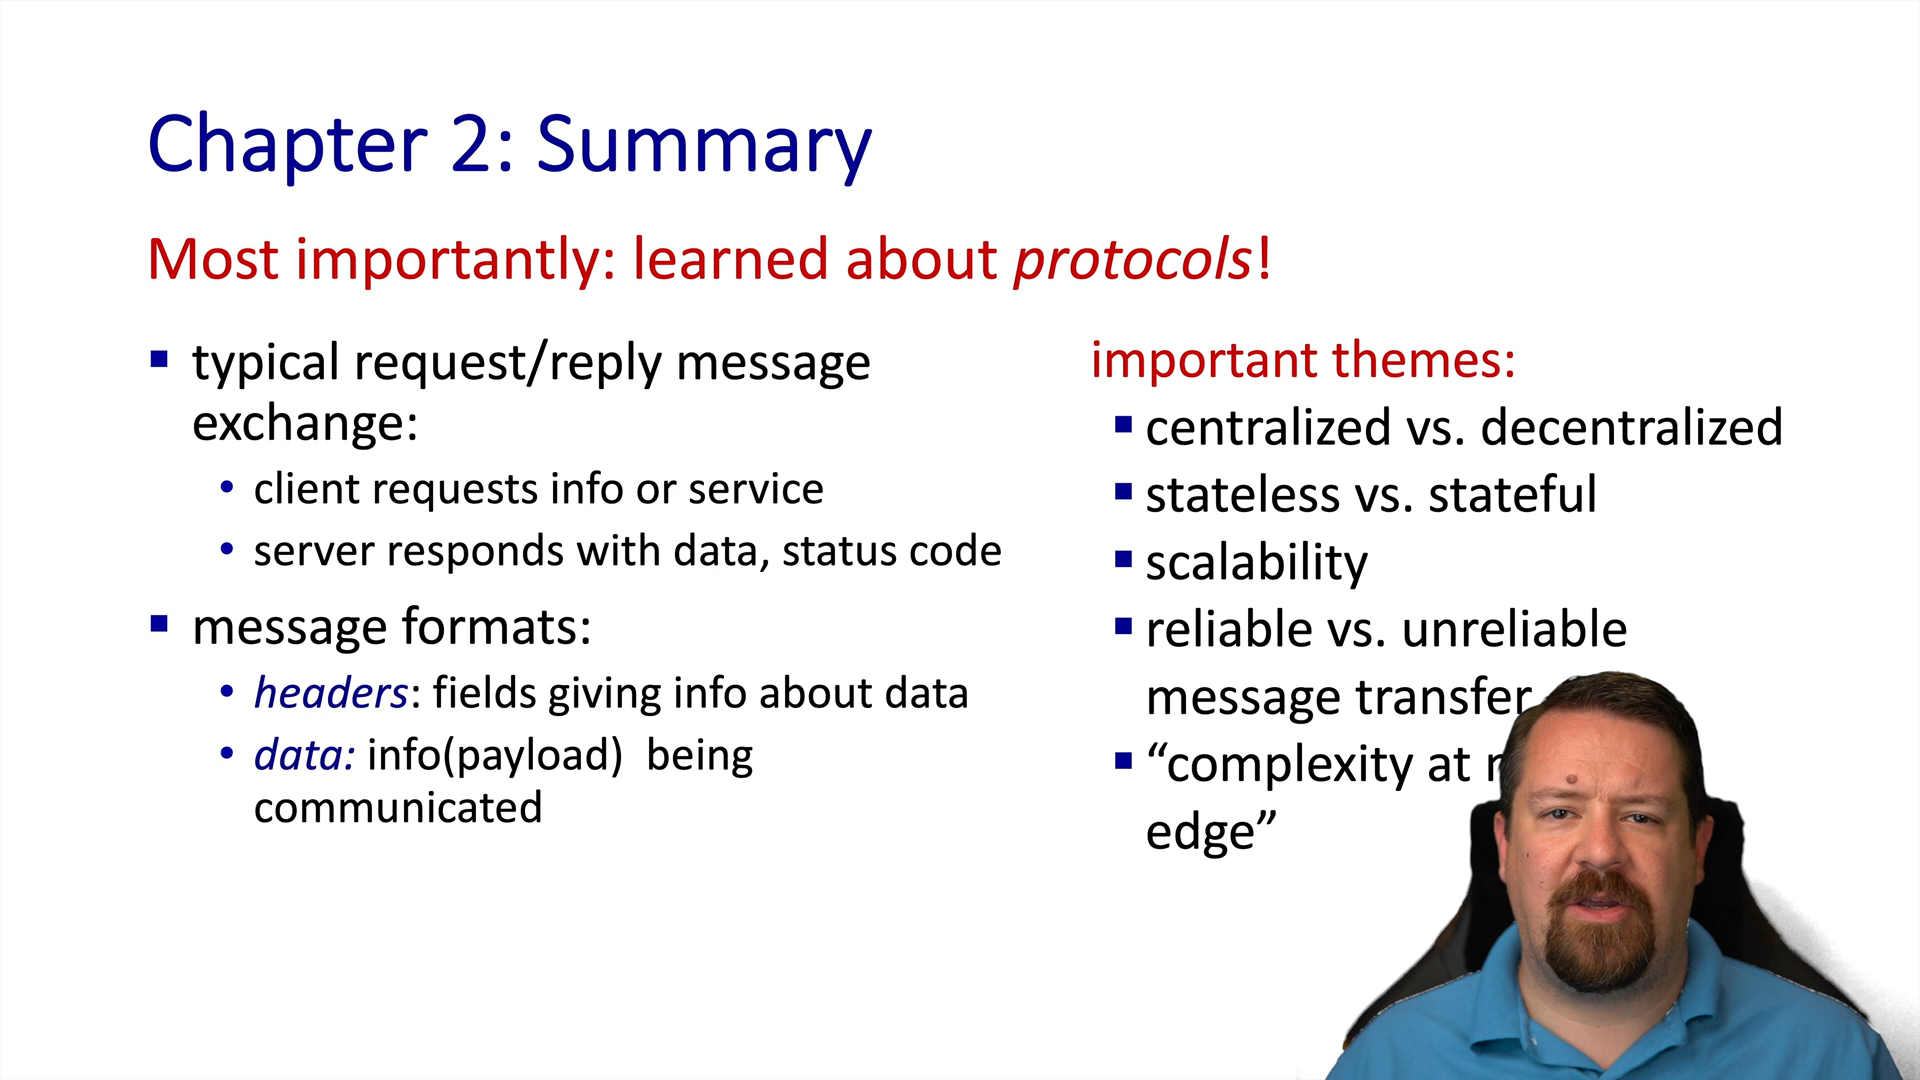 Chapter 2: Summary
Most importantly: learned about protocols!
typical request/reply message
exchange:
client requests info or service
server responds with data, status code
message formats:
headers: fields giving info about data
data: info(payload) being
communicated
important themes:
centralized vs. decentralized
stateless vs. stateful
scalability
reliable vs. unreliable
message transfer
“complexity at
edge”